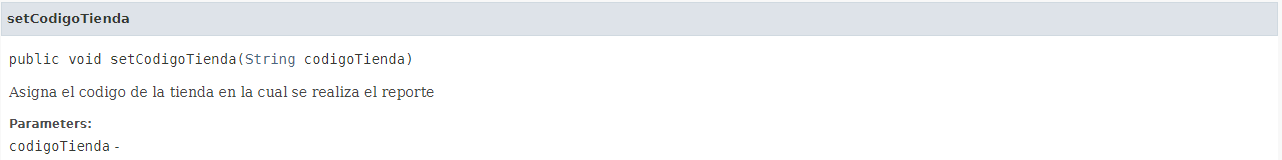 setCodigoTienda
public void setCodigoTienda(String codigoTienda)
Asigna el codigo de la tienda en la cual se realiza el reporte
Parameters:
codigoTienda -